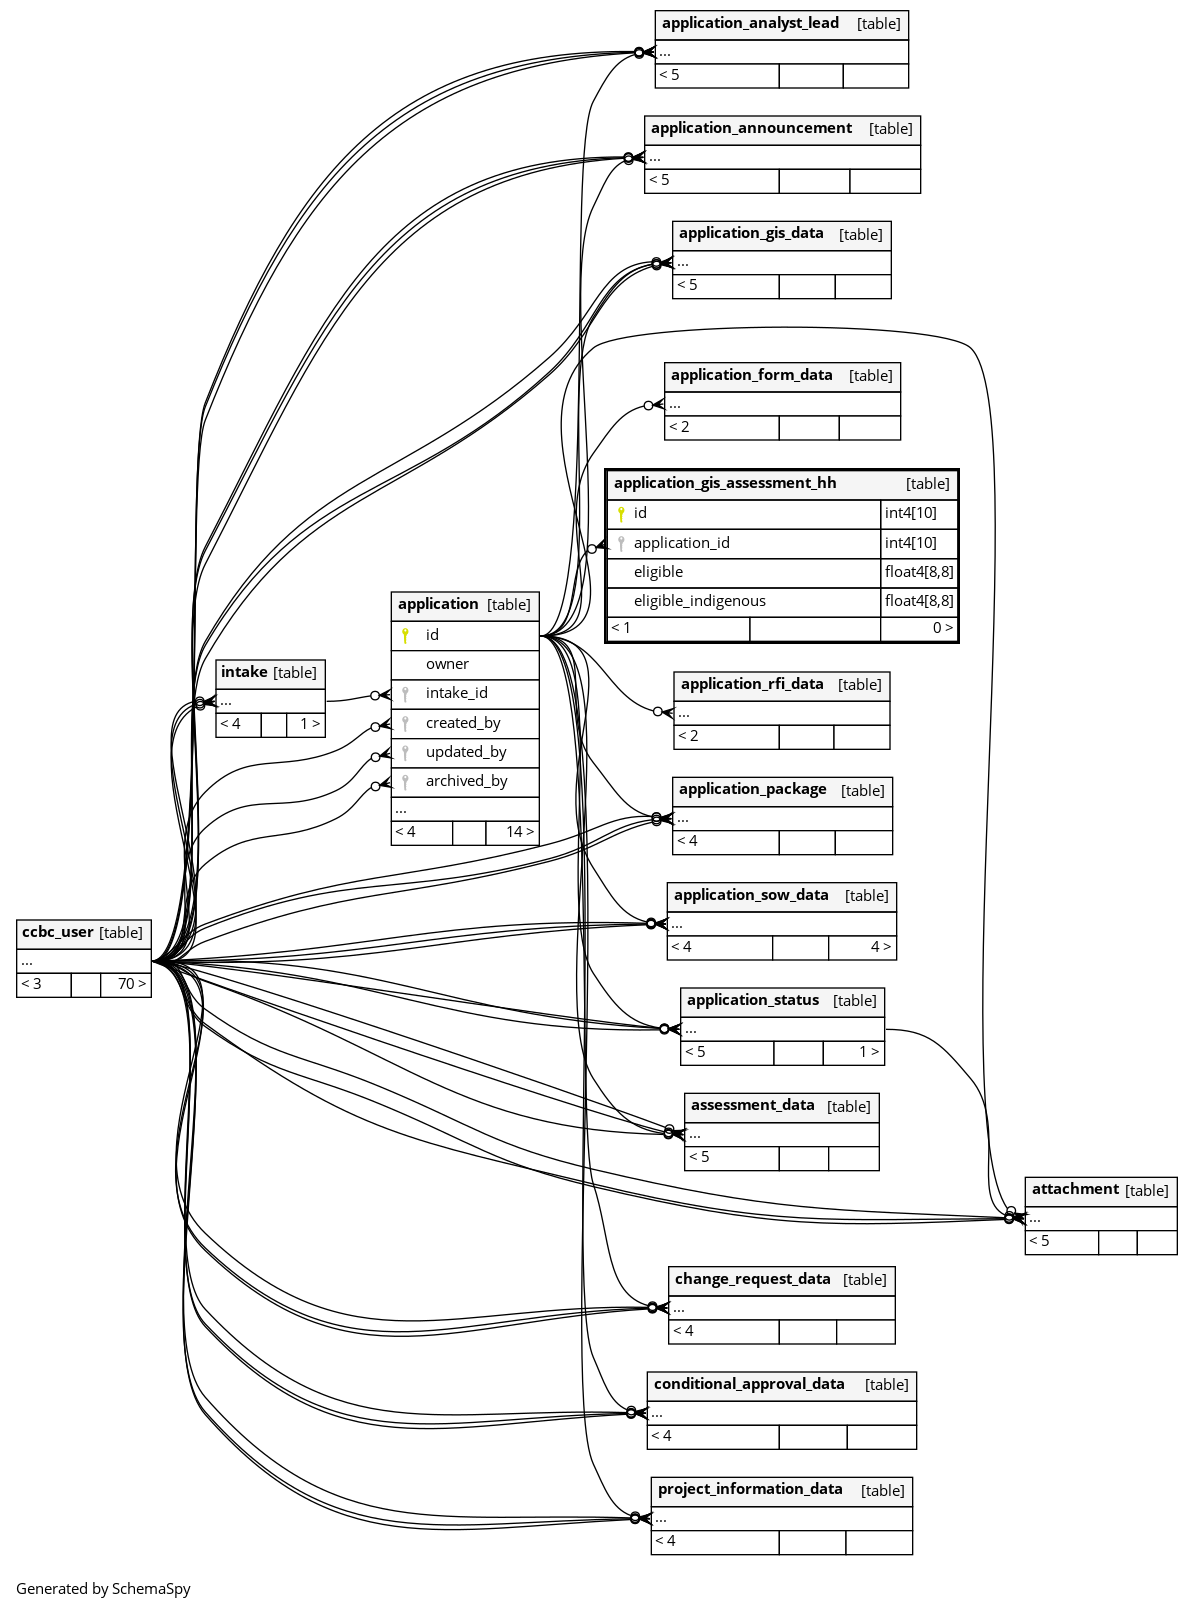 application_analyst_lead [table]
...
< 5
application_announcement [table]
...
< 5
application_gis_data [table]
...
< 5
application_form_data [table]
...
< 2
application_gis_assessment_hh [table]
id int4[10]
application_id int4[10]
eligible float4[8,8]
eligible_indigenous float4[8,8]
< 1 0 >
application [table]
id
owner
intake_id
created_by
updated_by
archived_by
...
< 4 14 >
intake [table]
...
< 4 1 >
application_rfi_data [table]
...
< 2
application_package [table]
...
< 4
application_sow_data [table]
...
< 4 4 >
ccbc_user [table]
...
< 3 70 >
application_status [table]
...
< 5 1 >
assessment_data [table]
...
< 5
attachment [table]
...
< 5
change_request_data [table]
...
< 4
conditional_approval_data [table]
...
< 4
project_information_data [table]
...
< 4
Generated by SchemaSpy